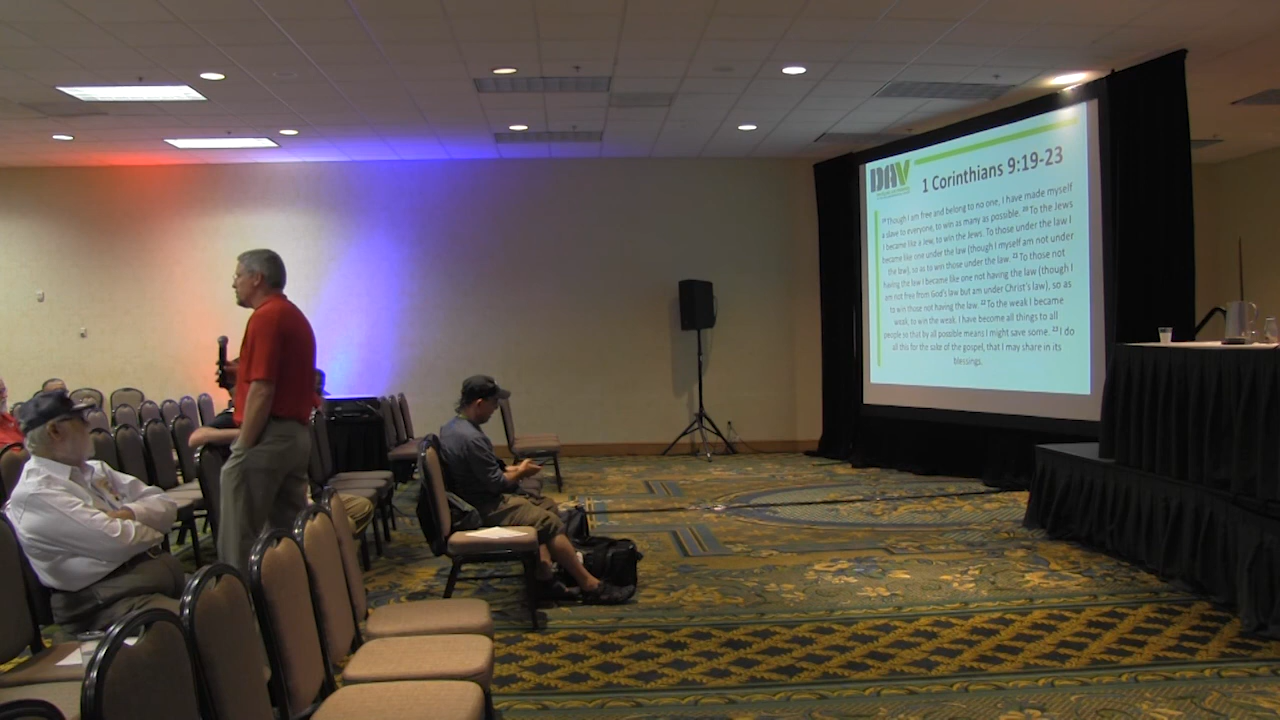 DAV
1 Corinthians 9:19-23
19 Though I am free and belong to no one, I have made myself
a slave to everyone, to win as many as possible. 20 To the Jews
I became like a Jew, to win the Jews. To those under the law I
became like one under the law (though I myself am not under
the law), so as to win those under the law. 21 To those not
having the law I became like one not having the law (though I
am not free from God's law but am under Christ's law), so as
to win those not having the law. 22 To the weak I became
weak, to win the weak. I have become all things to all
people so that by all possible means I might save some. 23 I do
all this for the sake of the gospel, that I may share in its
blessings.